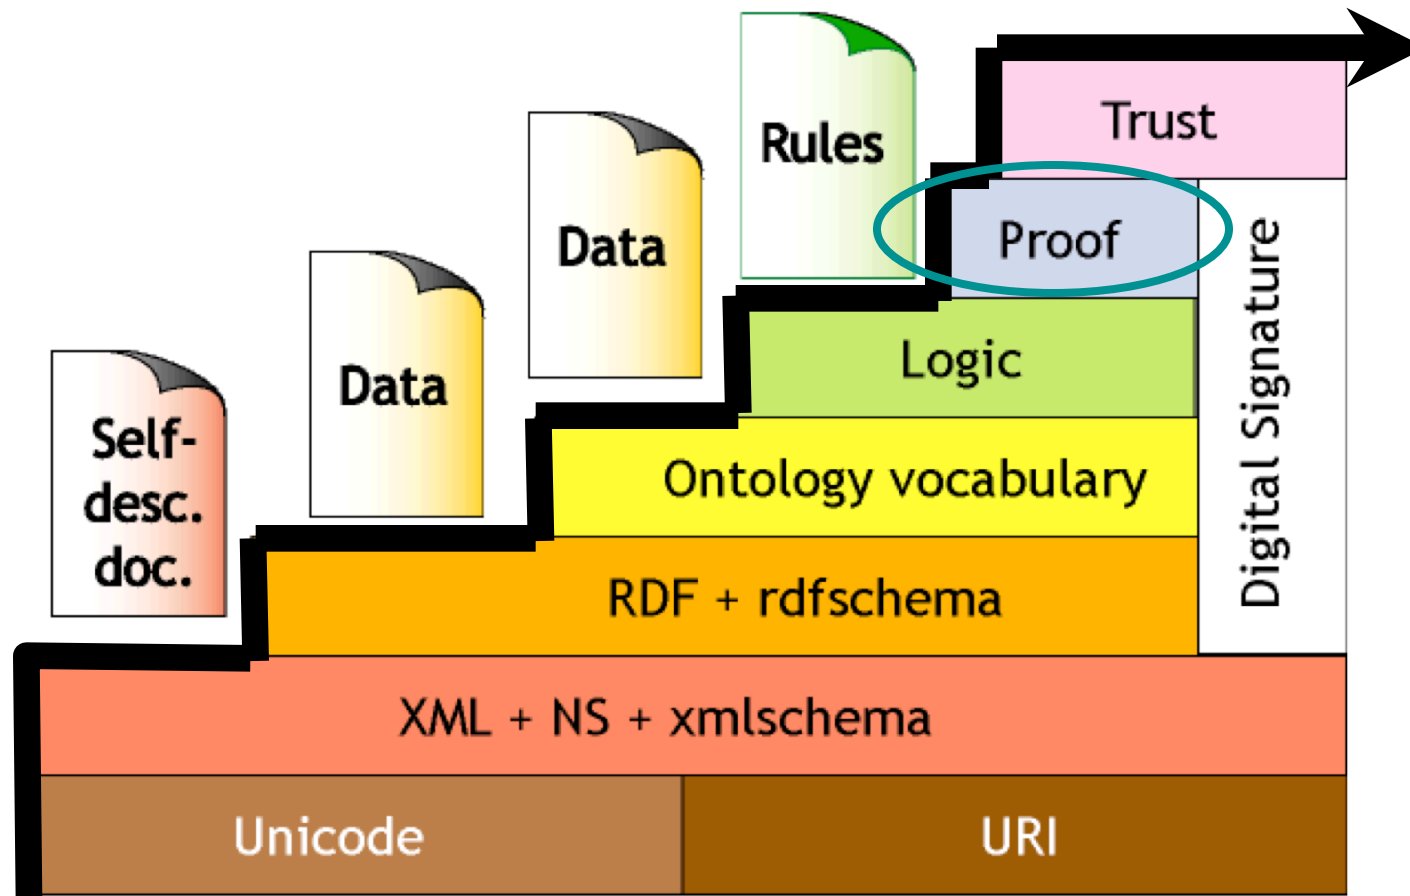 Rules
Trust
Data
Proof
Data
Logic
Self-
desc.
doc.
Ontology vocabulary
Digital Signature
RDF + rdfschema
XML + NS + xmlschema
Unicode
URI